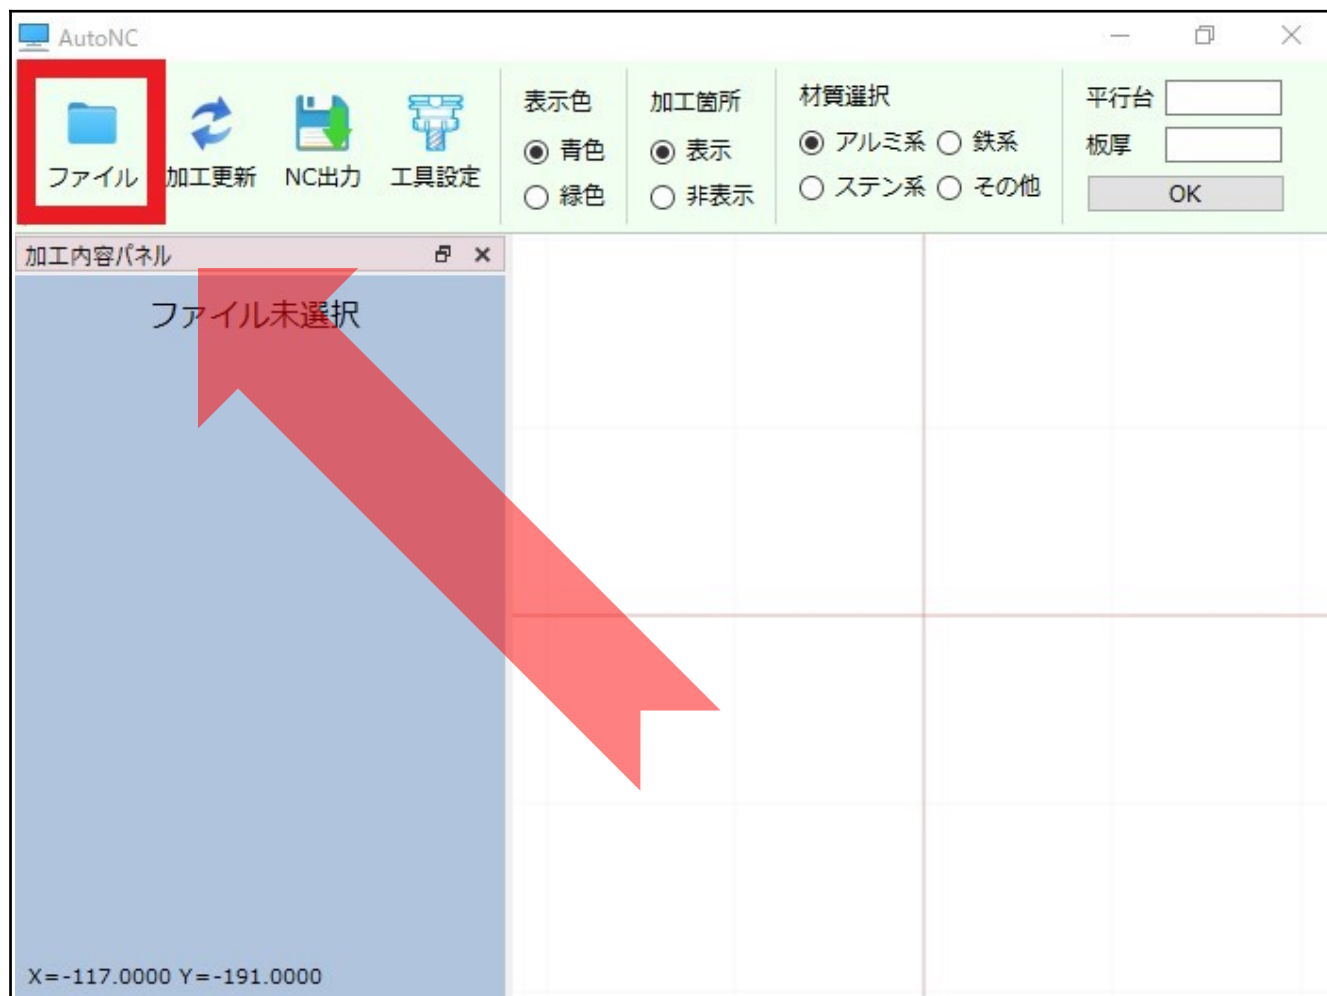 AutoNC
ファイル 加工更新 NC出力 工具設定
表示色
青色
緑色
加工箇所
表示
非表示
材質選択
アルミ系 鉄系
ステン系 その他
平行台
板厚
OK
加工内容パネル
ファイル未選択
X=-117.0000 Y=-191.0000